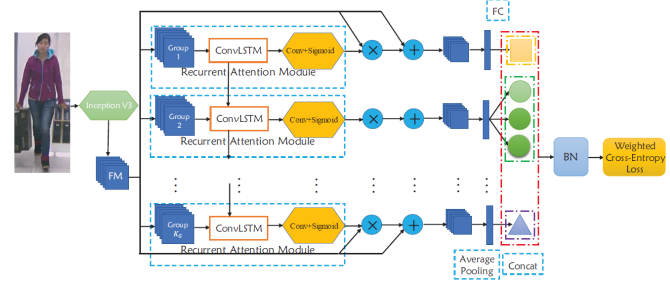 FC
Group
1
ConvLSTM
Conv+Sigmoid
Recurrent Attention Module
Inception V3
Group
2
ConvLSTM
Conv+Sigmoid
Recurrent Attention Module
FM
BN
Weighted
Cross-Entropy
Loss
Group
KE
ConvLSTM
Conv+Sigmoid
Recurrent Attention Module
Average
Pooling
Concat